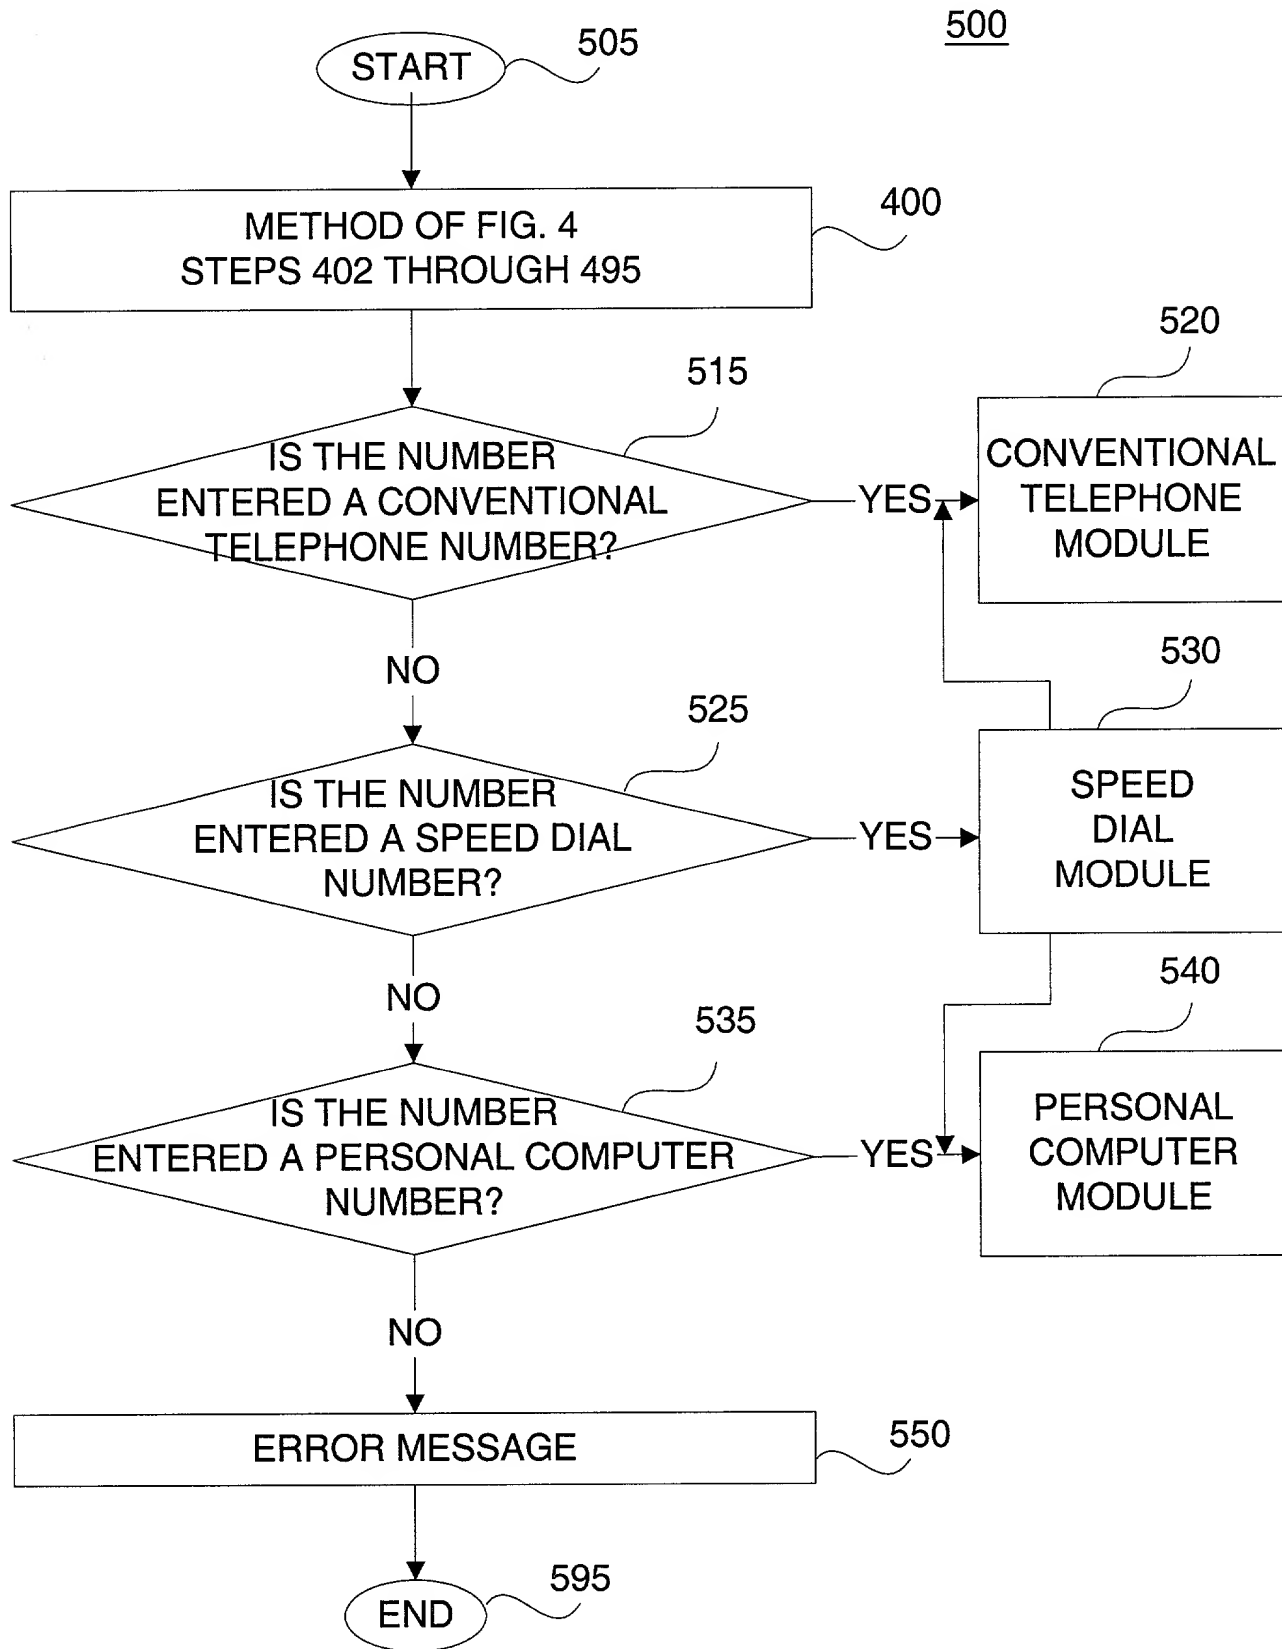 500
505
START
400
METHOD OF FIG. 4
STEPS 402 THROUGH 495
515
IS THE NUMBER
ENTERED A CONVENTIONAL
TELEPHONE NUMBER?
YES
520
CONVENTIONAL
TELEPHONE
MODULE
NO
525
IS THE NUMBER
ENTERED A SPEED DIAL
NUMBER?
YES
530
SPEED
DIAL
MODULE
NO
535
IS THE NUMBER
ENTERED A PERSONAL COMPUTER
NUMBER?
YES
540
PERSONAL
COMPUTER
MODULE
NO
ERROR MESSAGE
550
END
595